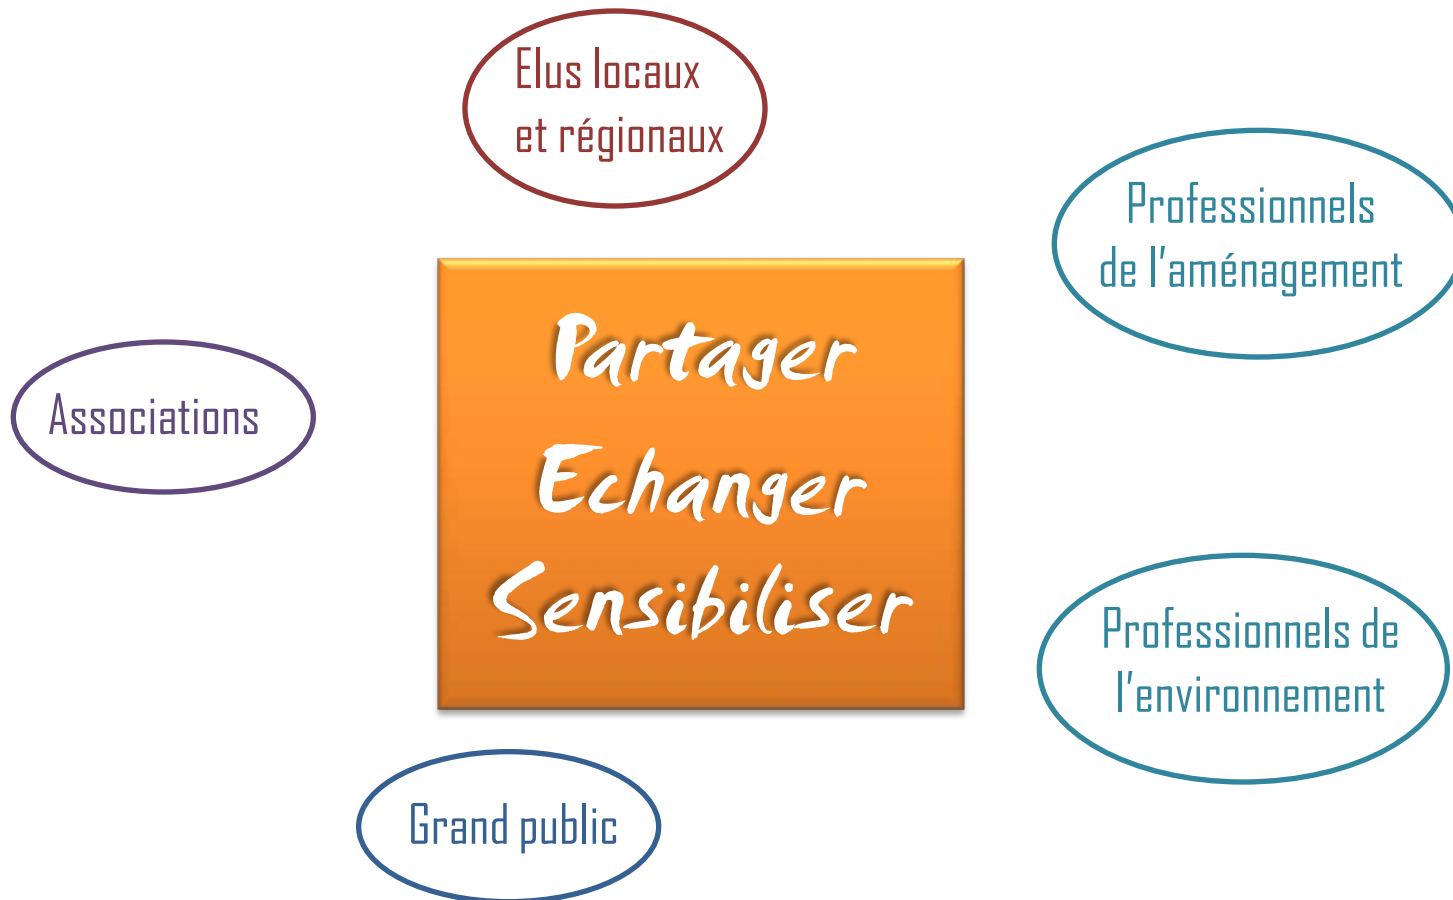 Elus locaux
et régionaux
Professionnels
de l'aménagement
Partager
Echanger
Sensibiliser
Associations
Professionnels de
l'environnement
Grand public